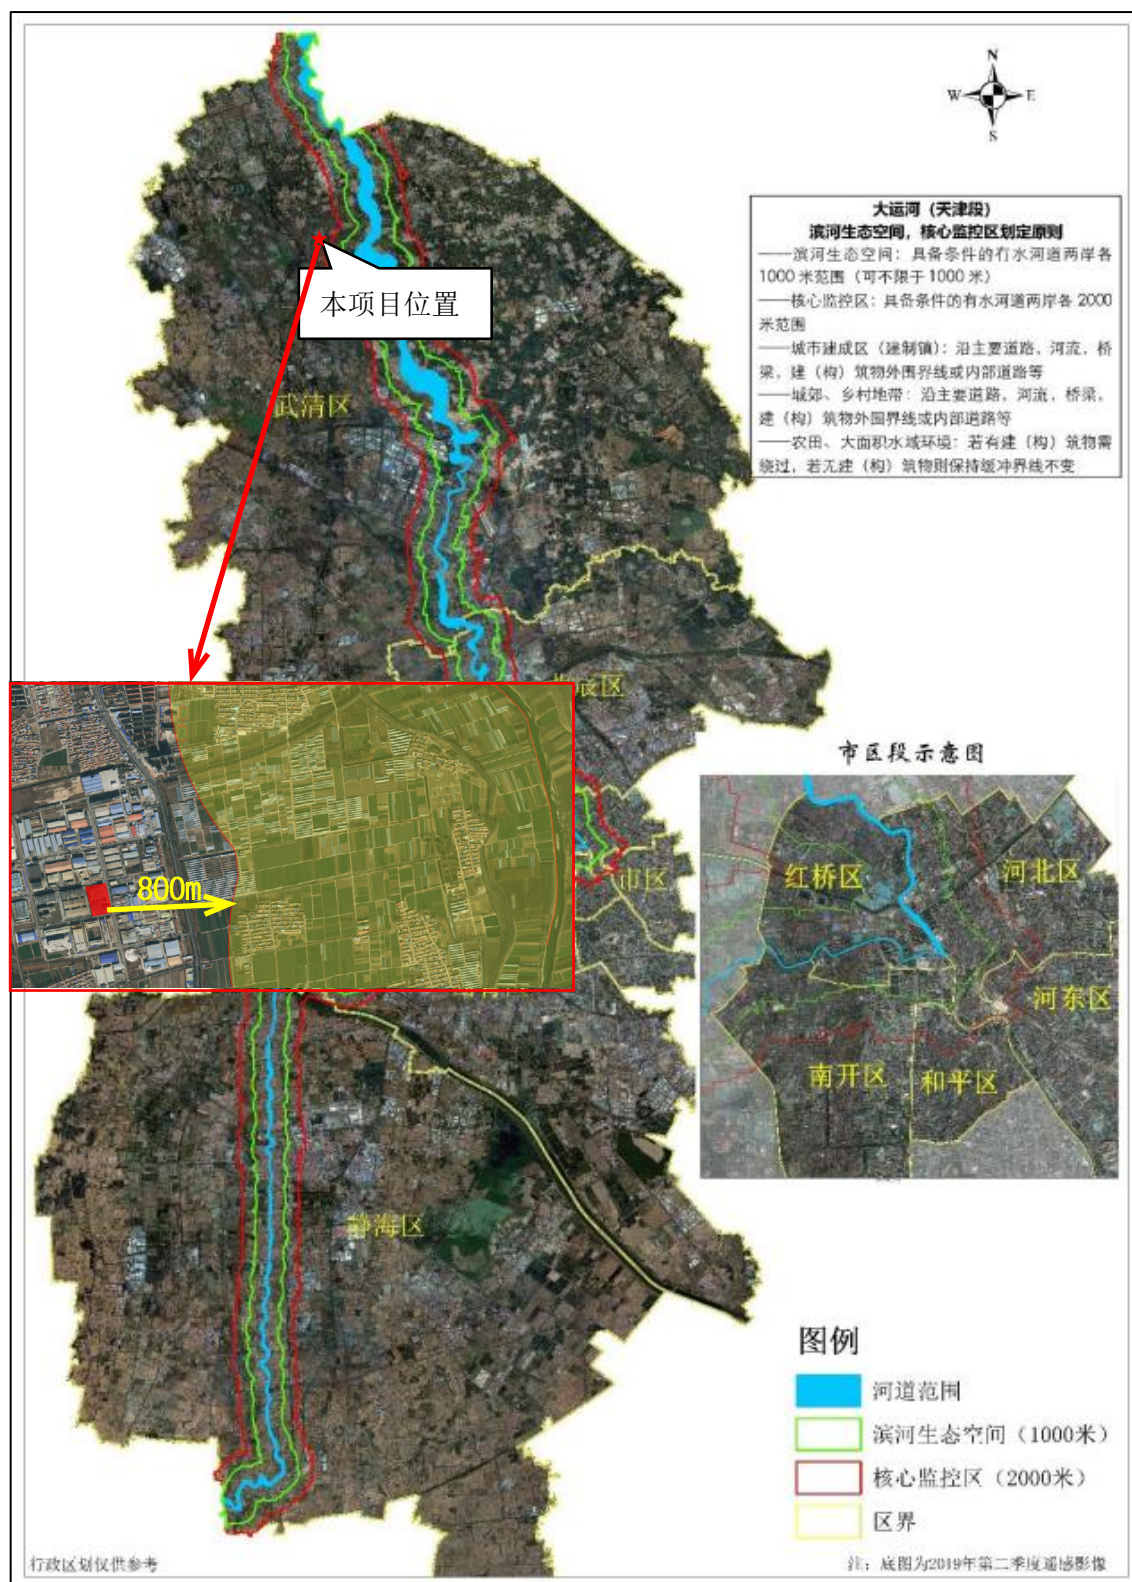 N
W
E
S
大运河（天津段）
滨河生态空间，核心监控区划定原则
——滨河生态空间：具备条件的有水河道两岸各
1000 米范围（可不限于 1000 米）
——核心监控区：具备条件的有水河道两岸各 2000
米范围
——城市建成区（建制镇）：沿主要道路，河流，桥
梁，建（构）筑物外围界线或内部道路等
——城郊、乡村地带：沿主要道路，河流，桥梁，
建（构）筑物外围界线或内部道路等
——农田、大面积水域环境：若有建（构）筑物需
绕过，若无建（构）筑物则保持缓冲界线不变
本项目位置
武清区
辰区
800m
市区
市区段示意图
红桥区
河北区
河东区
南开区
和平区
静海区
图例
河道范围
滨河生态空间（1000米）
核心监控区（2000米）
区界
行政区划仅供参考
注：底图为2019年第二季度遥感影像